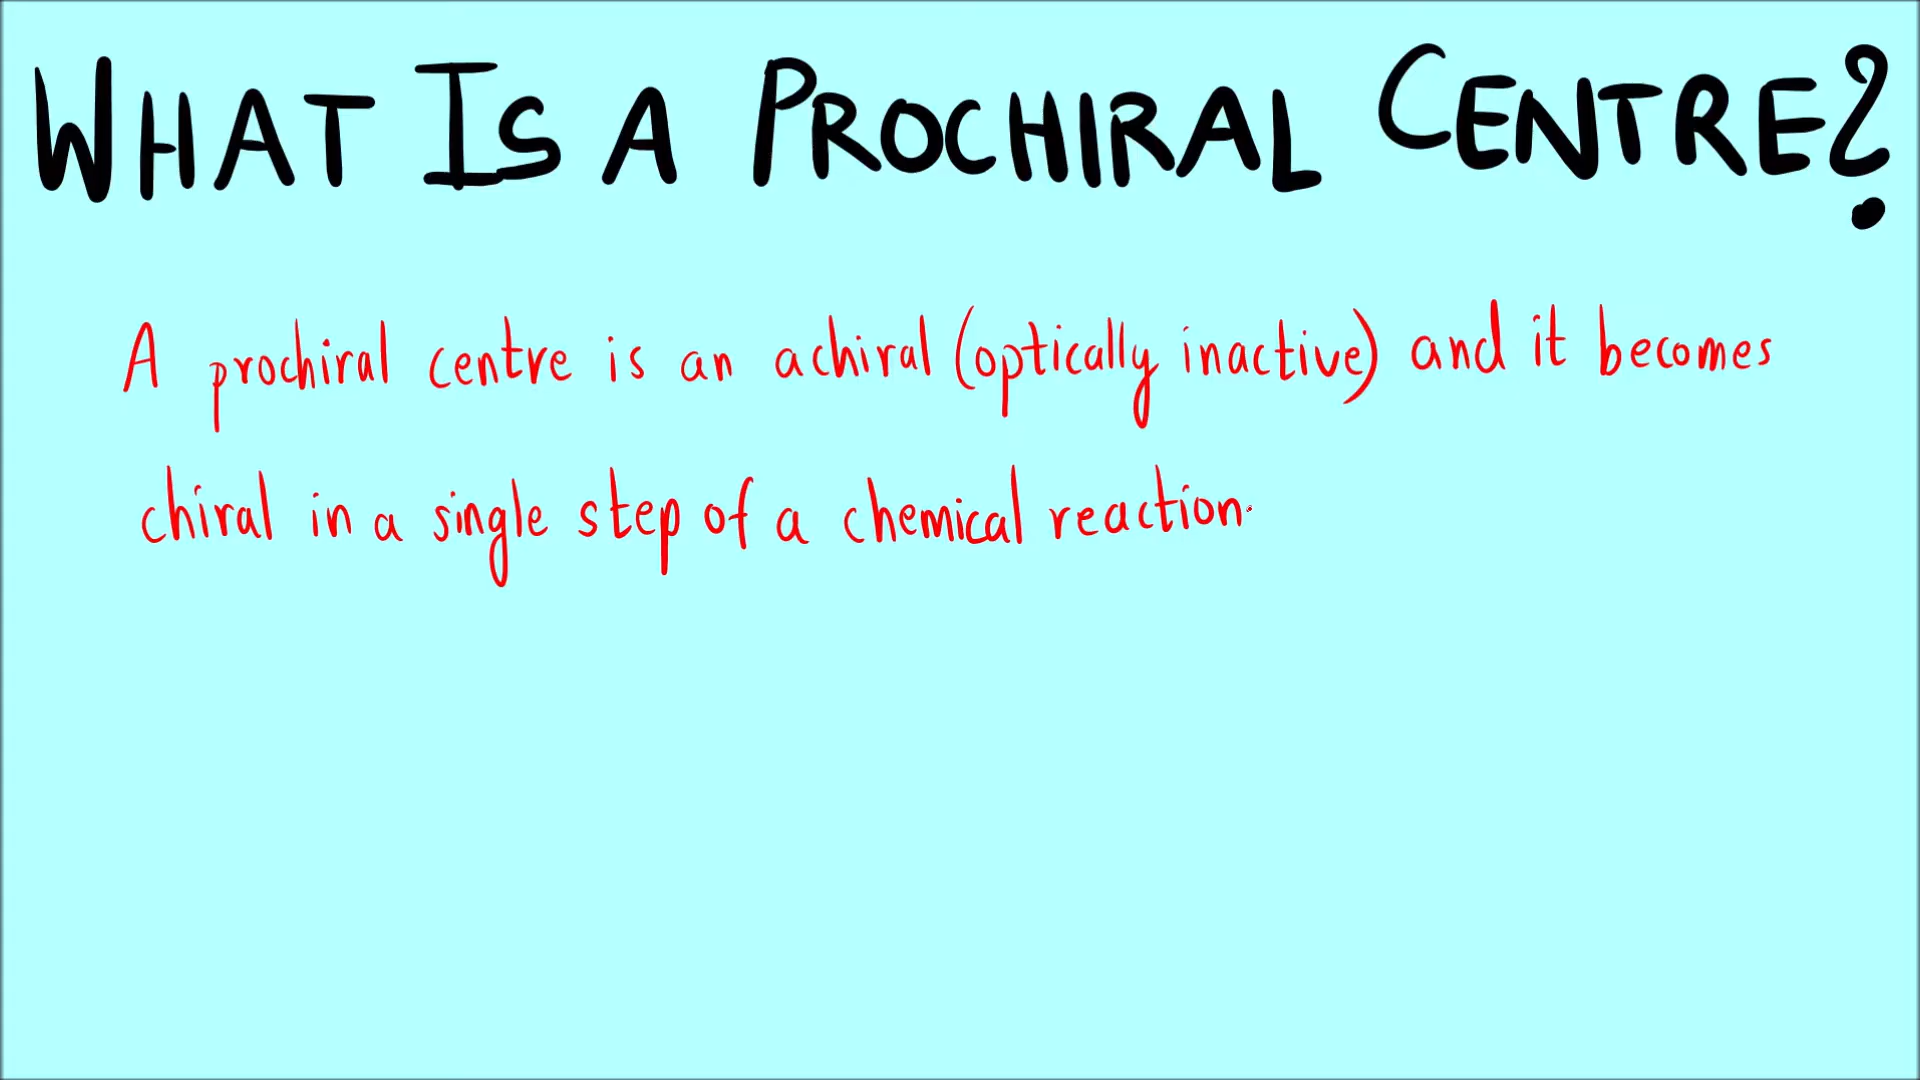 WHAT IS A PROCHIRAL CENTRE?
A prochiral centre is an achiral (optically inactive) and it becomes
chiral in a single step of a chemical reaction.